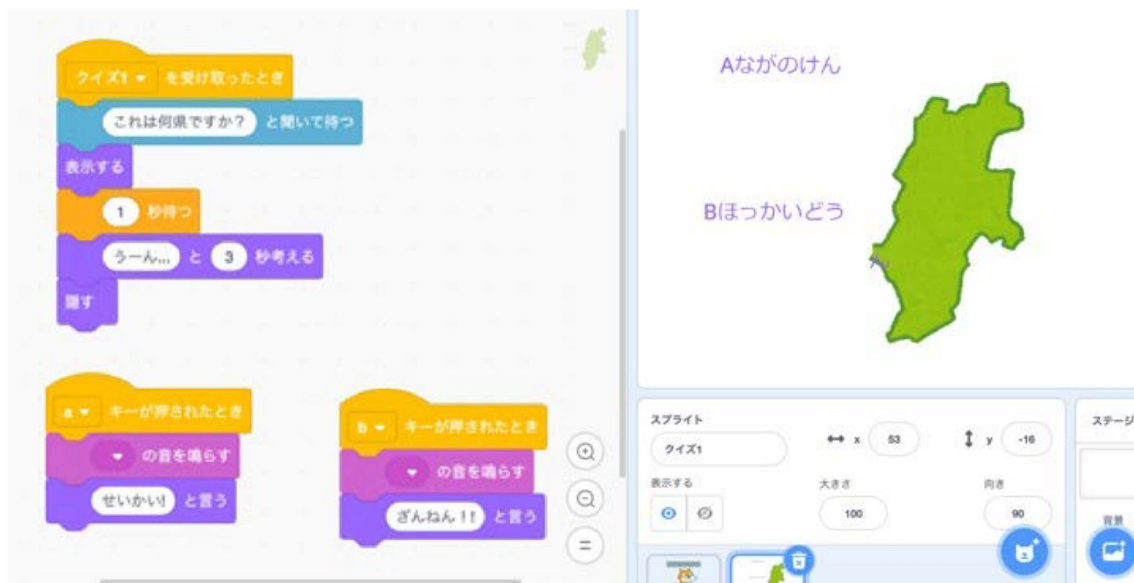 クイズ1 を受け取ったとき
これは何県ですか？ と聞いて待つ
表示する
1 秒待つ
うーん... と 3 秒考える
隠す
a キーが押されたとき
の音を鳴らす
せいかい! と言う
b キーが押されたとき
の音を鳴らす
ざんねん!! と言う
Aながのけん
Bほっかいどう
スプライト
クイズ1
x 53
y -16
表示する
大きさ
100
向き
90
ステージ
背景